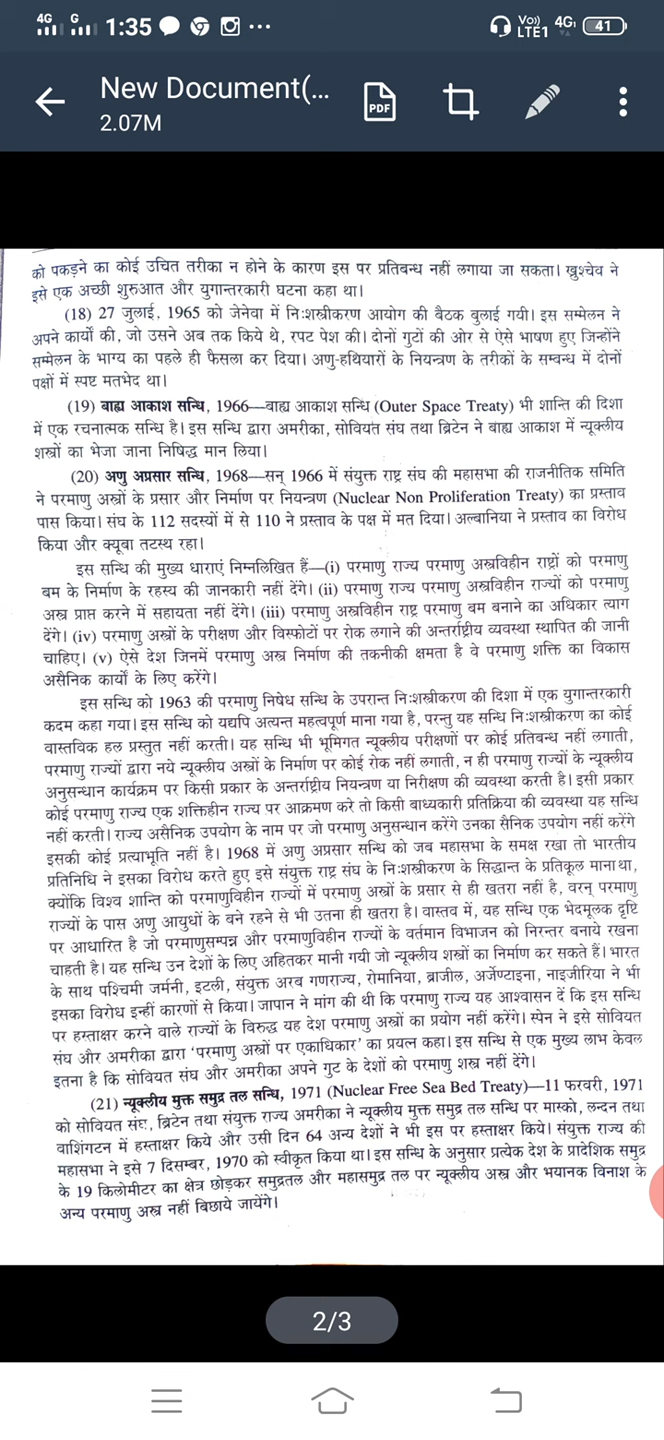 4G G 1:35 ... Vo)) LTE1 4G1 41
New Document(...
2.07M
PDF
को पकड़ने का कोई उचित तरीका न होने के कारण इस पर प्रतिबन्ध नहीं लगाया जा सकता। ख्रुश्चेव ने
इसे एक अच्छी शुरुआत और युगान्तरकारी घटना कहा था।
(18) 27 जुलाई, 1965 को जेनेवा में निःशस्त्रीकरण आयोग की बैठक बुलाई गयी। इस सम्मेलन ने
अपने कार्यों की, जो उसने अब तक किये थे, रपट पेश की। दोनों गुटों की ओर से ऐसे भाषण हुए जिन्होंने
सम्मेलन के भाग्य का पहले ही फैसला कर दिया। अणु-हथियारों के नियन्त्रण के तरीकों के सम्बन्ध में दोनों
पक्षों में स्पष्ट मतभेद था।
(19) बाह्य आकाश सन्धि, 1966—बाह्य आकाश सन्धि (Outer Space Treaty) भी शान्ति की दिशा
में एक रचनात्मक सन्धि है। इस सन्धि द्वारा अमरीका, सोवियत संघ तथा ब्रिटेन ने बाह्य आकाश में न्यूक्लीय
शस्त्रों का भेजा जाना निषिद्ध मान लिया।
(20) अणु अप्रसार सन्धि, 1968—सन् 1966 में संयुक्त राष्ट्र संघ की महासभा की राजनीतिक समिति
ने परमाणु अस्त्रों के प्रसार और निर्माण पर नियन्त्रण (Nuclear Non Proliferation Treaty) का प्रस्ताव
पास किया। संघ के 112 सदस्यों में से 110 ने प्रस्ताव के पक्ष में मत दिया। अल्बानिया ने प्रस्ताव का विरोध
किया और क्यूबा तटस्थ रहा।
इस सन्धि की मुख्य धाराएं निम्नलिखित हैं—(i) परमाणु राज्य परमाणु अस्त्रविहीन राष्ट्रों को परमाणु
बम के निर्माण के रहस्य की जानकारी नहीं देंगे। (ii) परमाणु राज्य परमाणु अस्त्रविहीन राज्यों को परमाणु
अस्त्र प्राप्त करने में सहायता नहीं देंगे। (iii) परमाणु अस्त्रविहीन राष्ट्र परमाणु बम बनाने का अधिकार त्याग
देंगे। (iv) परमाणु अस्त्रों के परीक्षण और विस्फोटों पर रोक लगाने की अन्तर्राष्ट्रीय व्यवस्था स्थापित की जानी
चाहिए। (v) ऐसे देश जिनमें परमाणु अस्त्र निर्माण की तकनीकी क्षमता है वे परमाणु शक्ति का विकास
असैनिक कार्यों के लिए करेंगे।
इस सन्धि को 1963 की परमाणु निषेध सन्धि के उपरान्त निःशस्त्रीकरण की दिशा में एक युगान्तरकारी
कदम कहा गया। इस सन्धि को यद्यपि अत्यन्त महत्वपूर्ण माना गया है, परन्तु यह सन्धि निःशस्त्रीकरण का कोई
वास्तविक हल प्रस्तुत नहीं करती। यह सन्धि भी भूमिगत न्यूक्लीय परीक्षणों पर कोई प्रतिबन्ध नहीं लगाती,
परमाणु राज्यों द्वारा नये न्यूक्लीय अस्त्रों के निर्माण पर कोई रोक नहीं लगाती, न ही परमाणु राज्यों के न्यूक्लीय
अनुसन्धान कार्यक्रम पर किसी प्रकार के अन्तर्राष्ट्रीय नियन्त्रण या निरीक्षण की व्यवस्था करती है। इसी प्रकार
कोई परमाणु राज्य एक शक्तिहीन राज्य पर आक्रमण करे तो किसी बाध्यकारी प्रतिक्रिया की व्यवस्था यह सन्धि
नहीं करती। राज्य असैनिक उपयोग के नाम पर जो परमाणु अनुसन्धान करेंगे उनका सैनिक उपयोग नहीं करेंगे
इसकी कोई प्रत्याभूति नहीं है। 1968 में अणु अप्रसार सन्धि को जब महासभा के समक्ष रखा तो भारतीय
प्रतिनिधि ने इसका विरोध करते हुए इसे संयुक्त राष्ट्र संघ के निःशस्त्रीकरण के सिद्धान्त के प्रतिकूल माना था,
क्योंकि विश्व शान्ति को परमाणुविहीन राज्यों में परमाणु अस्त्रों के प्रसार से ही खतरा नहीं है, वरन् परमाणु
राज्यों के पास अणु आयुधों के बने रहने से भी उतना ही खतरा है। वास्तव में, यह सन्धि एक भेदमूलक दृष्टि
पर आधारित है जो परमाणुसम्पन्न और परमाणुविहीन राज्यों के वर्तमान विभाजन को निरन्तर बनाये रखना
चाहती है। यह सन्धि उन देशों के लिए अहितकर मानी गयी जो न्यूक्लीय शस्त्रों का निर्माण कर सकते हैं। भारत
के साथ पश्चिमी जर्मनी, इटली, संयुक्त अरब गणराज्य, रोमानिया, ब्राजील, अर्जेण्टाइना, नाइजीरिया ने भी
इसका विरोध इन्हीं कारणों से किया। जापान ने मांग की थी कि परमाणु राज्य यह आश्वासन दें कि इस सन्धि
पर हस्ताक्षर करने वाले राज्यों के विरुद्ध यह देश परमाणु अस्त्रों का प्रयोग नहीं करेंगे। स्पेन ने इसे सोवियत
संघ और अमरीका द्वारा ‘परमाणु अस्त्रों पर एकाधिकार’ का प्रयत्न कहा। इस सन्धि से एक मुख्य लाभ केवल
इतना है कि सोवियत संघ और अमरीका अपने गुट के देशों को परमाणु शस्त्र नहीं देंगे।
(21) न्यूक्लीय मुक्त समुद्र तल सन्धि, 1971 (Nuclear Free Sea Bed Treaty)—11 फरवरी, 1971
को सोवियत संघ, ब्रिटेन तथा संयुक्त राज्य अमरीका ने न्यूक्लीय मुक्त समुद्र तल सन्धि पर मास्को, लन्दन तथा
वाशिंगटन में हस्ताक्षर किये और उसी दिन 64 अन्य देशों ने भी इस पर हस्ताक्षर किये। संयुक्त राज्य की
महासभा ने इसे 7 दिसम्बर, 1970 को स्वीकृत किया था। इस सन्धि के अनुसार प्रत्येक देश के प्रादेशिक समुद्र
के 19 किलोमीटर का क्षेत्र छोड़कर समुद्रतल और महासमुद्र तल पर न्यूक्लीय अस्त्र और भयानक विनाश के
अन्य परमाणु अस्त्र नहीं बिछाये जायेंगे।
2/3